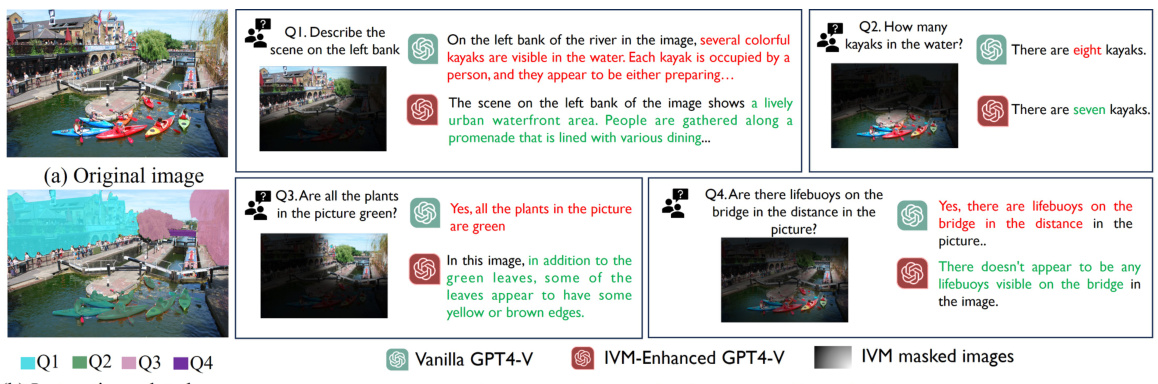 Q1. Describe the
scene on the left bank
On the left bank of the river in the image, several colorful
kayaks are visible in the water. Each kayak is occupied by a
person, and they appear to be either preparing…
The scene on the left bank of the image shows a lively
urban waterfront area. People are gathered along a
promenade that is lined with various dining...
Q2. How many
kayaks in the water?
There are eight kayaks.
There are seven kayaks.
(a) Original image
Q3. Are all the plants
in the picture green?
Yes, all the plants in the picture
are green
In this image, in addition to the
green leaves, some of the
leaves appear to have some
yellow or brown edges.
Q4. Are there lifebuoys on the
bridge in the distance in the
picture?
Yes, there are lifebuoys on the
bridge in the distance in the
picture..
There doesn't appear to be any
lifebuoys visible on the bridge in
the image.
Q1 Q2 Q3 Q4
Vanilla GPT4-V IVM-Enhanced GPT4-V IVM masked images